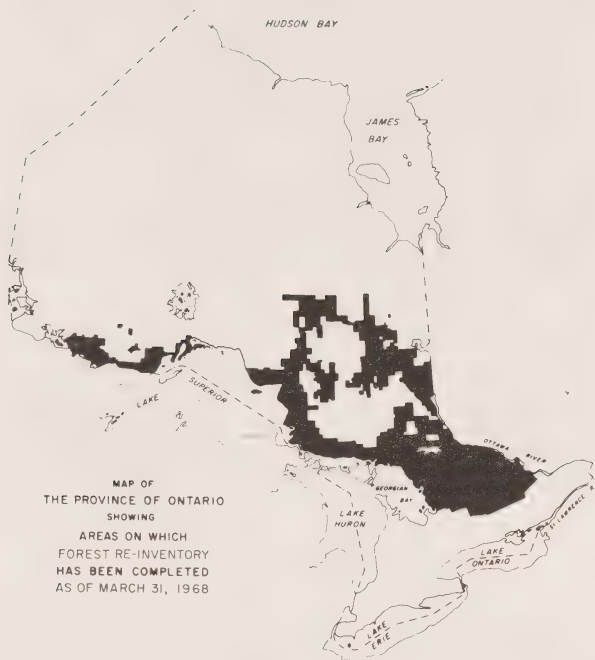 HUDSON BAY
JAMES
BAY
LAKE
SUPERIOR
OTTAWA
RIVER
GEORGIAN
BAY
LAKE
HURON
ST. LAWRENCE R.
LAKE
ONTARIO
LAKE
ERIE
MAP OF
THE PROVINCE OF ONTARIO
SHOWING
AREAS ON WHICH
FOREST RE-INVENTORY
HAS BEEN COMPLETED
AS OF MARCH 31, 1968